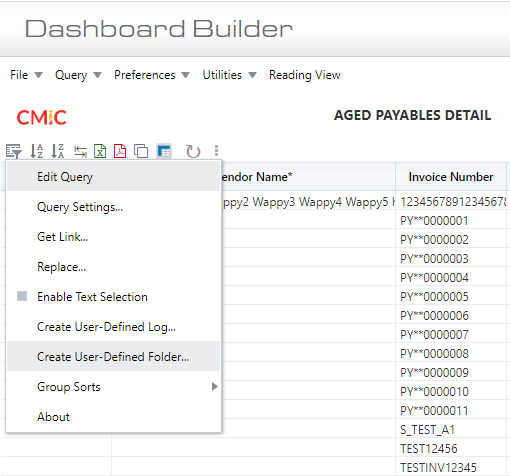 Dashboard Builder
File Query Preferences Utilities Reading View
CMiC
AGED PAYABLES DETAIL
Edit Query
Query Settings...
Get Link...
Replace...
Enable Text Selection
Create User-Defined Log...
Create User-Defined Folder...
Group Sorts
About
endor Name* Invoice Number
ppy2 Wappy3 Wappy4 Wappy5 12345678912345678
PY**0000001
PY**0000002
PY**0000003
PY**0000004
PY**0000005
PY**0000006
PY**0000007
PY**0000008
PY**0000009
PY**0000010
PY**0000011
S_TEST_A1
TEST12456
TESTINV12345